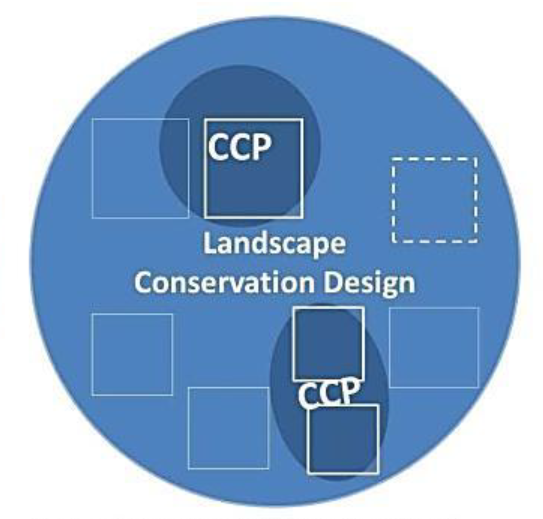 CCP
Landscape
Conservation Design
CCP